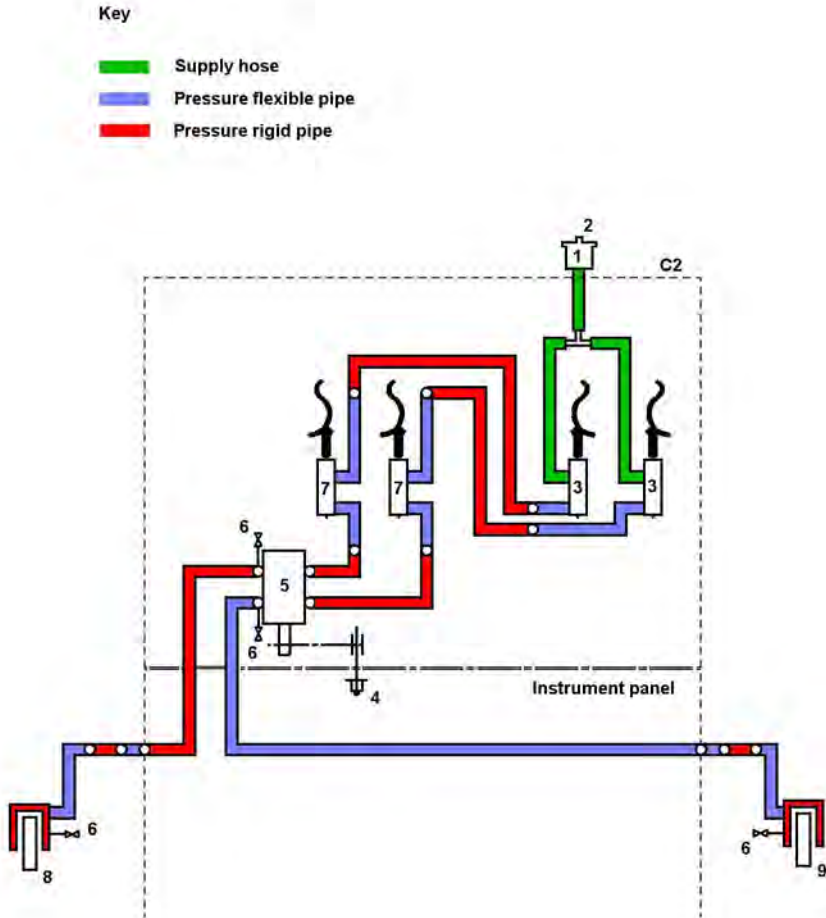 Key
Supply hose
Pressure flexible pipe
Pressure rigid pipe
2
1
C2
7
7
3
3
6
5
6
4
Instrument panel
6
8
6
9